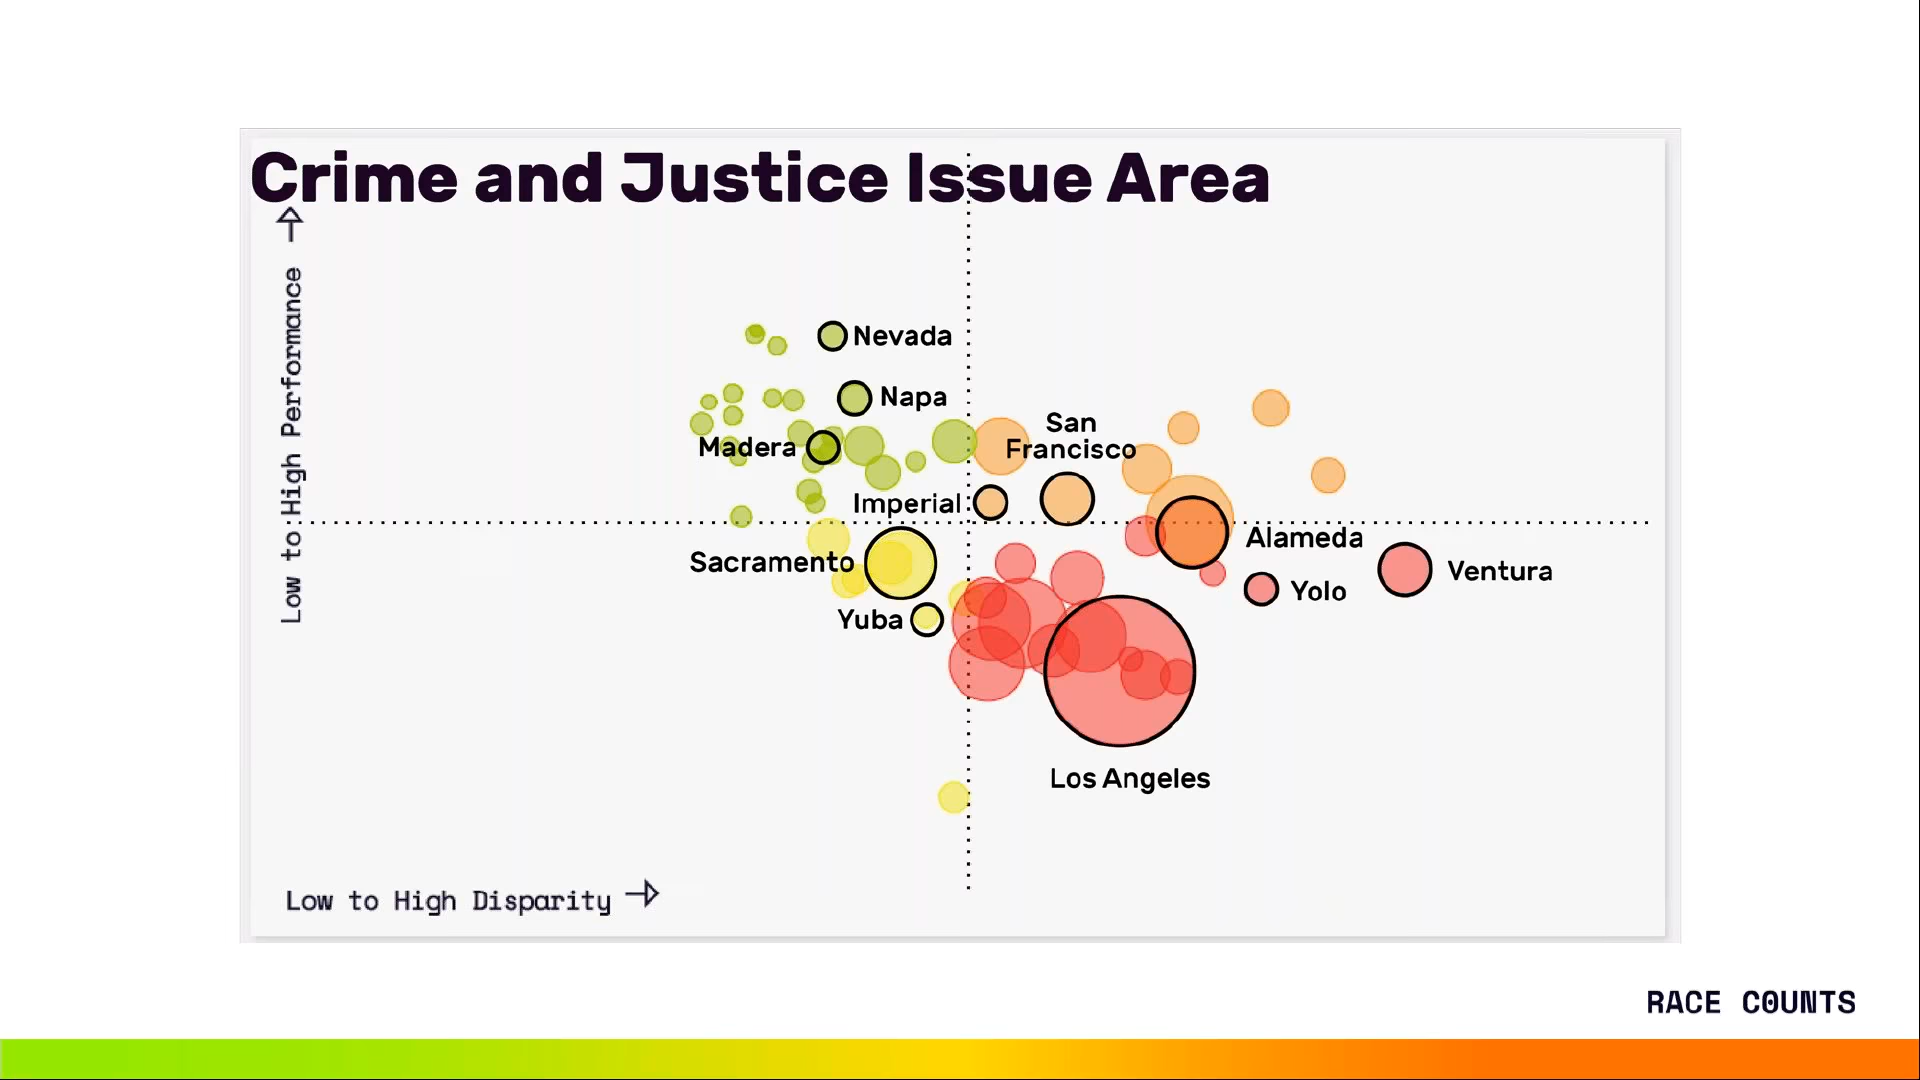 Crime and Justice Issue Area
Low to High Performance
Nevada
Napa
San
Francisco
Madera
Imperial
Alameda
Sacramento
Ventura
Yolo
Yuba
Los Angeles
Low to High Disparity
RACE COUNTS